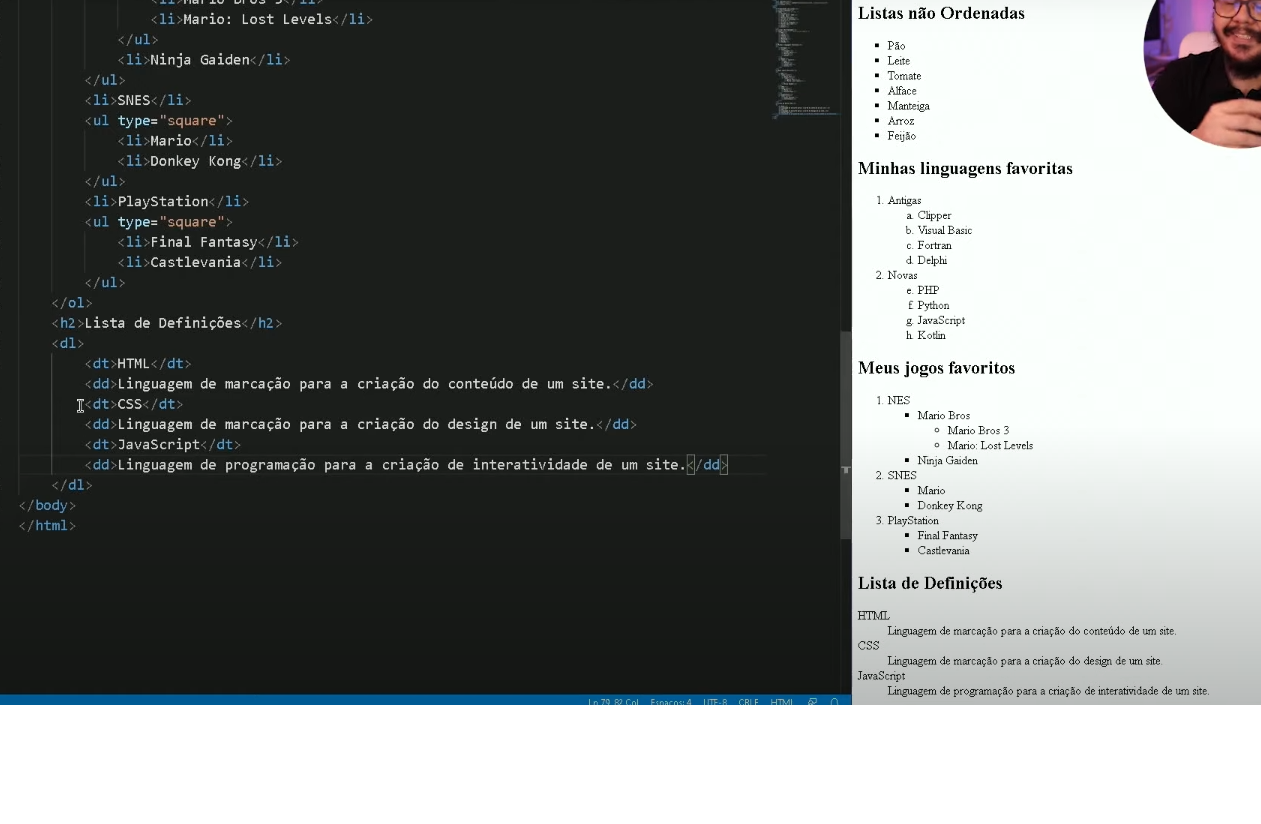 <li>Mario Bros 3</li>
<li>Mario: Lost Levels</li>
</ul>
<li>Ninja Gaiden</li>
</ul>
<li>SNES</li>
<ul type="square">
<li>Mario</li>
<li>Donkey Kong</li>
</ul>
<li>PlayStation</li>
<ul type="square">
<li>Final Fantasy</li>
<li>Castlevania</li>
</ul>
</ol>
<h2>Lista de Definições</h2>
<dl>
<dt>HTML</dt>
<dd>Linguagem de marcação para a criação do conteúdo de um site.</dd>
<dt>CSS</dt>
<dd>Linguagem de marcação para a criação do design de um site.</dd>
<dt>JavaScript</dt>
<dd>Linguagem de programação para a criação de interatividade de um site.</dd>
</dl>
</body>
</html>
Ln 79, 82 Col Espaços: 4 UTF-8 CRLF HTML
Listas não Ordenadas
▪ Pão
▪ Leite
▪ Tomate
▪ Alface
▪ Manteiga
▪ Arroz
▪ Feijão
Minhas linguagens favoritas
1. Antigas
a. Clipper
b. Visual Basic
c. Fortran
d. Delphi
2. Novas
e. PHP
f. Python
g. JavaScript
h. Kotlin
Meus jogos favoritos
1. NES
▪ Mario Bros
◦ Mario Bros 3
◦ Mario: Lost Levels
▪ Ninja Gaiden
2. SNES
▪ Mario
▪ Donkey Kong
3. PlayStation
▪ Final Fantasy
▪ Castlevania
Lista de Definições
HTML
Linguagem de marcação para a criação do conteúdo de um site.
CSS
Linguagem de marcação para a criação do design de um site.
JavaScript
Linguagem de programação para a criação de interatividade de um site.